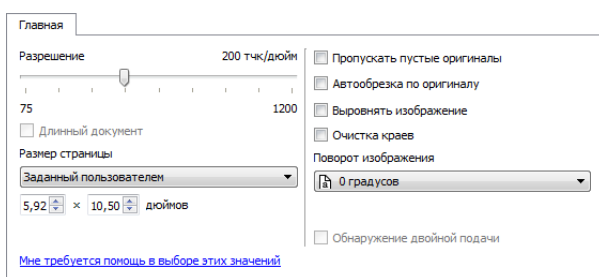 Главная
Разрешение 200 тчк/дюйм
75 1200
Длинный документ
Размер страницы
Заданный пользователем
5,92 × 10,50 дюймов
Мне требуется помощь в выборе этих значений
Пропускать пустые оригиналы
Автообрезка по оригиналу
Выровнять изображение
Очистка краев
Поворот изображения
0 градусов
Обнаружение двойной подачи